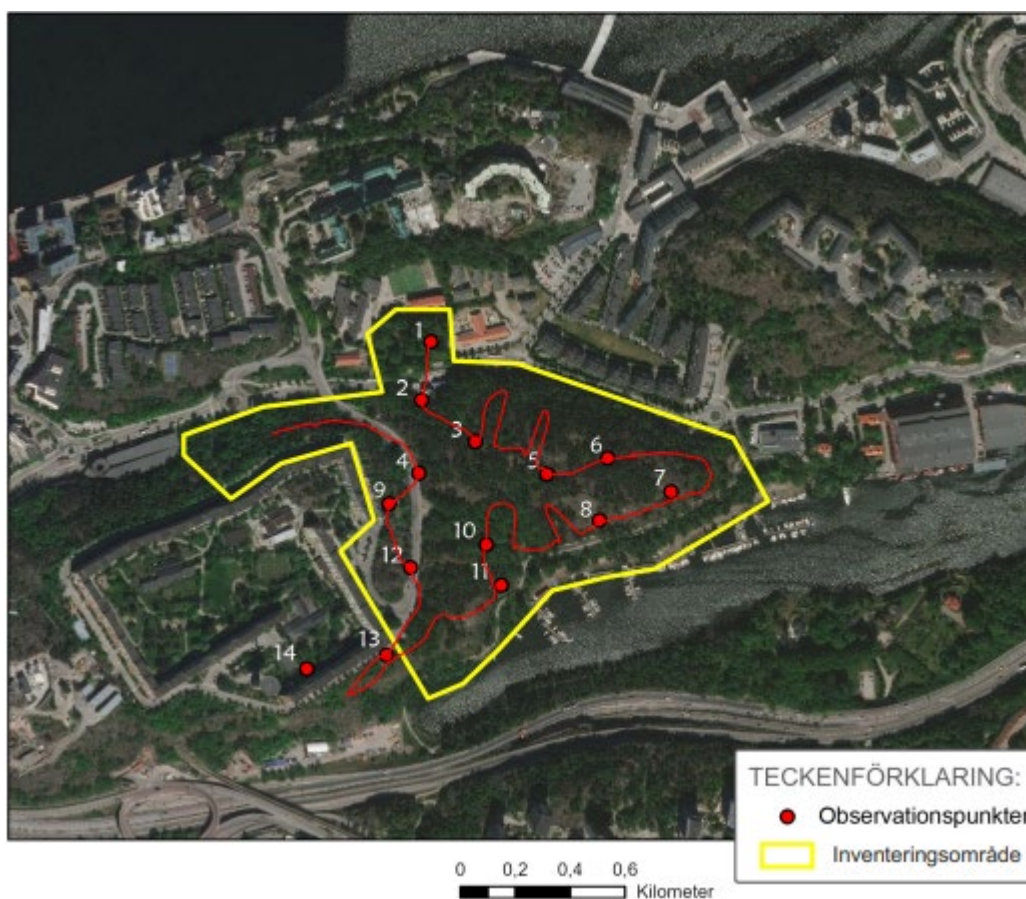 1
2
3
4
5
6
7
8
9
10
11
12
13
14
TECKENFÖRKLARING:
Observationspunkter
Inventeringsområde
0 0,2 0,4 0,6
Kilometer